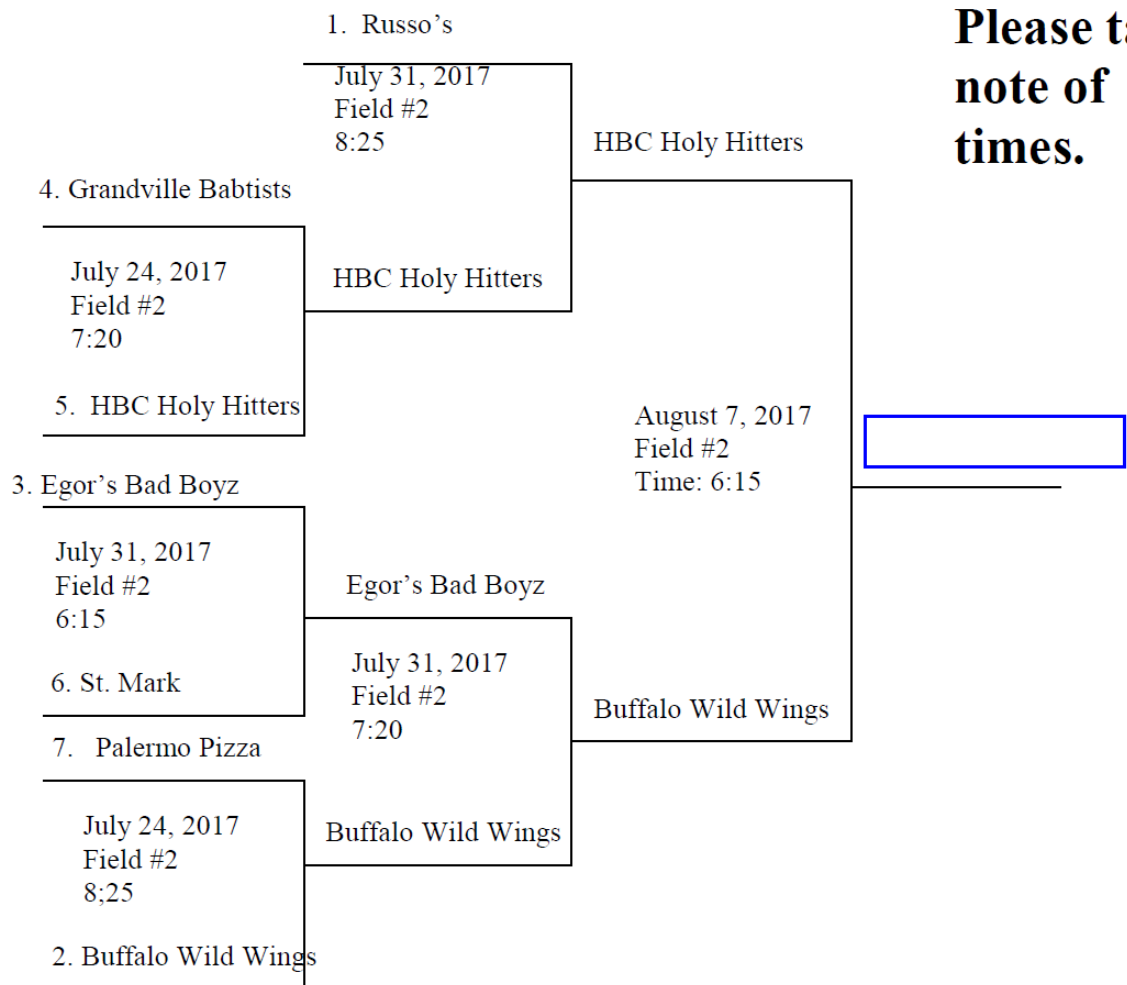 1. Russo’s
Please ta
note of
times.
July 31, 2017
Field #2
8:25
HBC Holy Hitters
4. Grandville Babtists
July 24, 2017
Field #2
7:20
HBC Holy Hitters
5. HBC Holy Hitters
August 7, 2017
Field #2
Time: 6:15
3. Egor’s Bad Boyz
July 31, 2017
Field #2
6:15
Egor’s Bad Boyz
6. St. Mark
July 31, 2017
Field #2
7:20
Buffalo Wild Wings
7. Palermo Pizza
July 24, 2017
Field #2
8;25
Buffalo Wild Wings
2. Buffalo Wild Wings